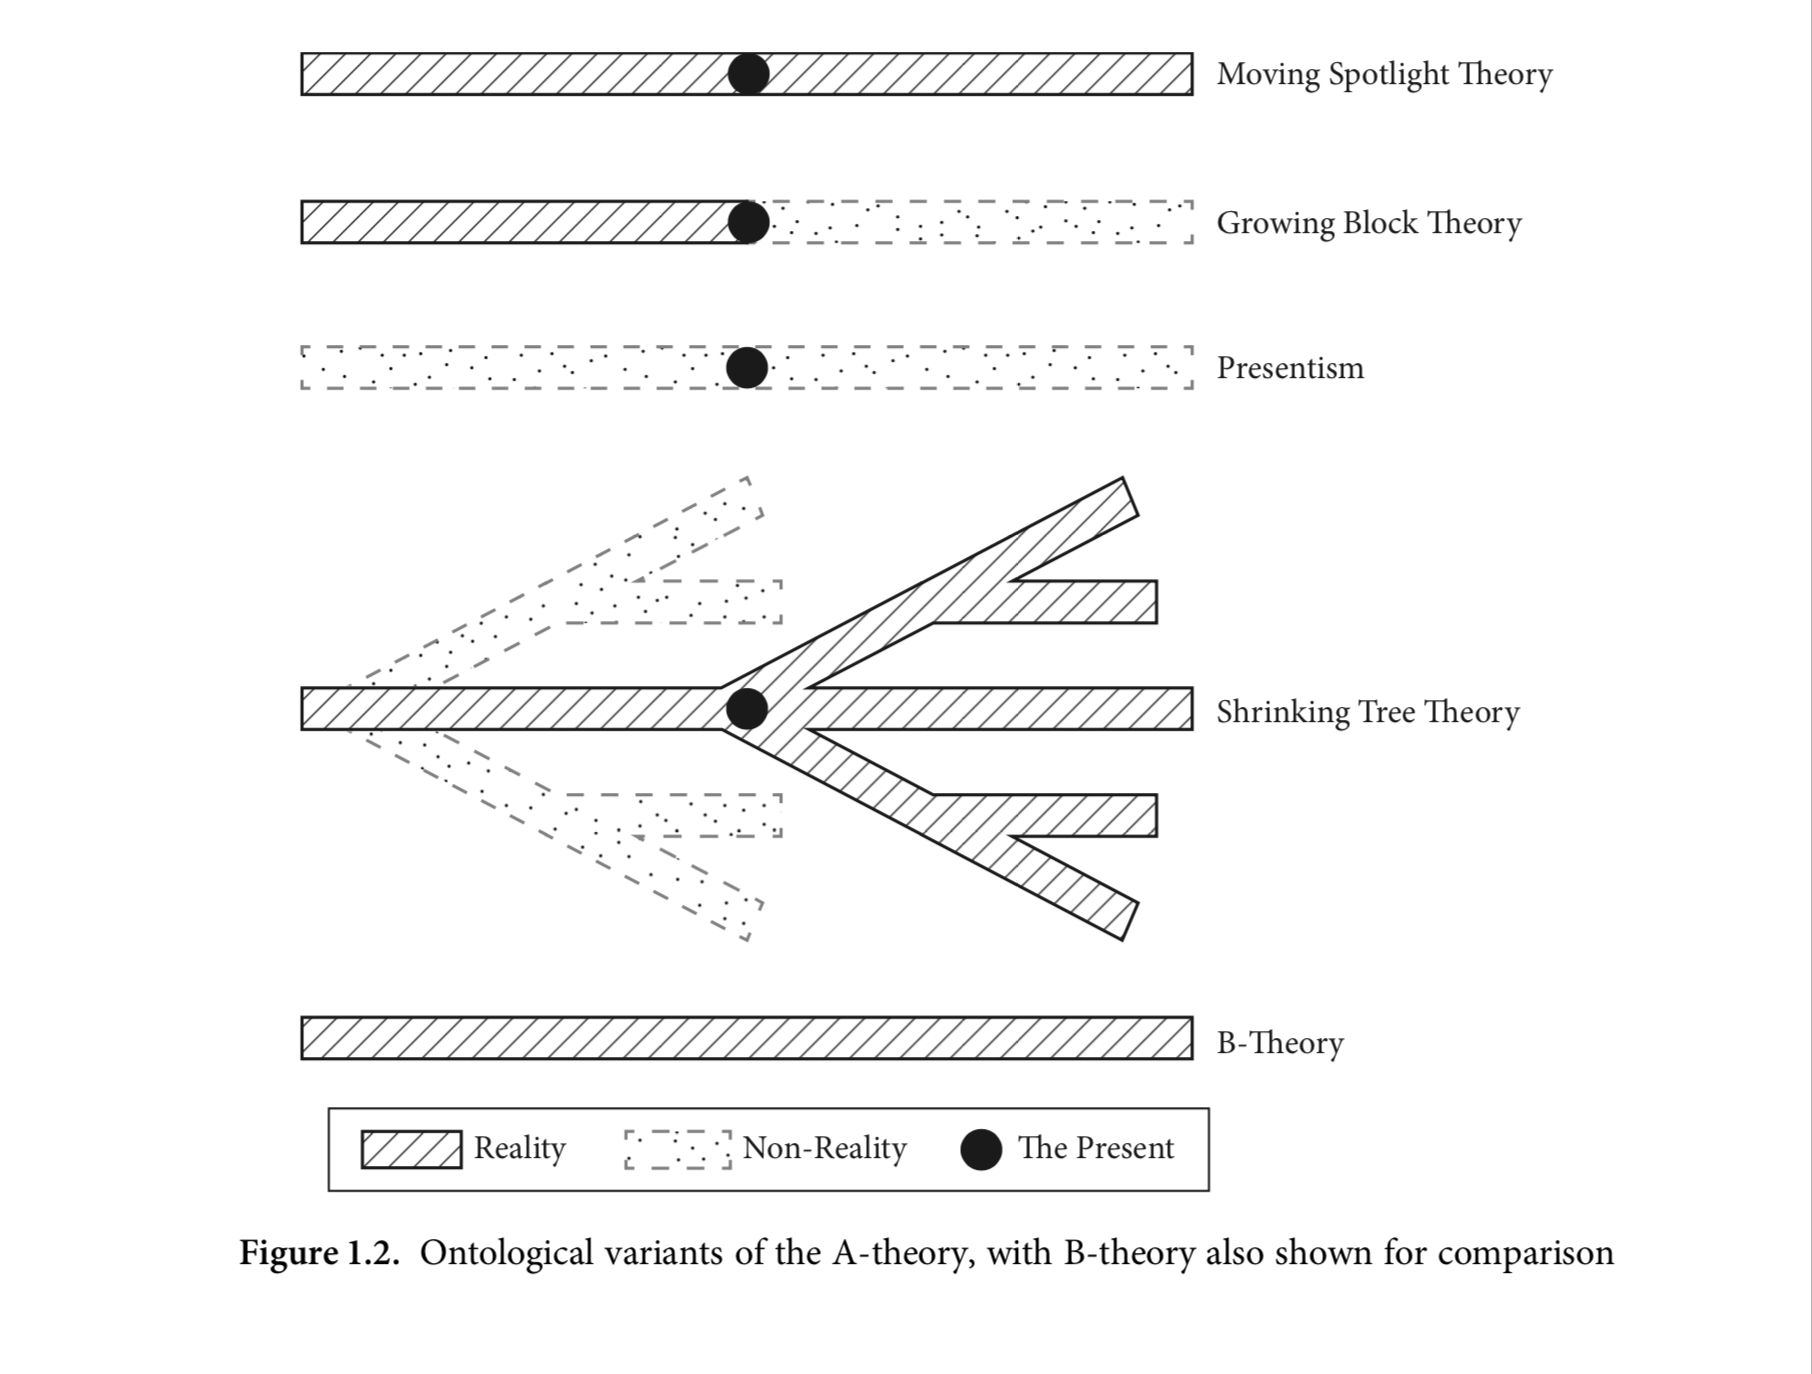 Moving Spotlight Theory
Growing Block Theory
Presentism
Shrinking Tree Theory
B-Theory
Reality Non-Reality The Present
Figure 1.2. Ontological variants of the A-theory, with B-theory also shown for comparison